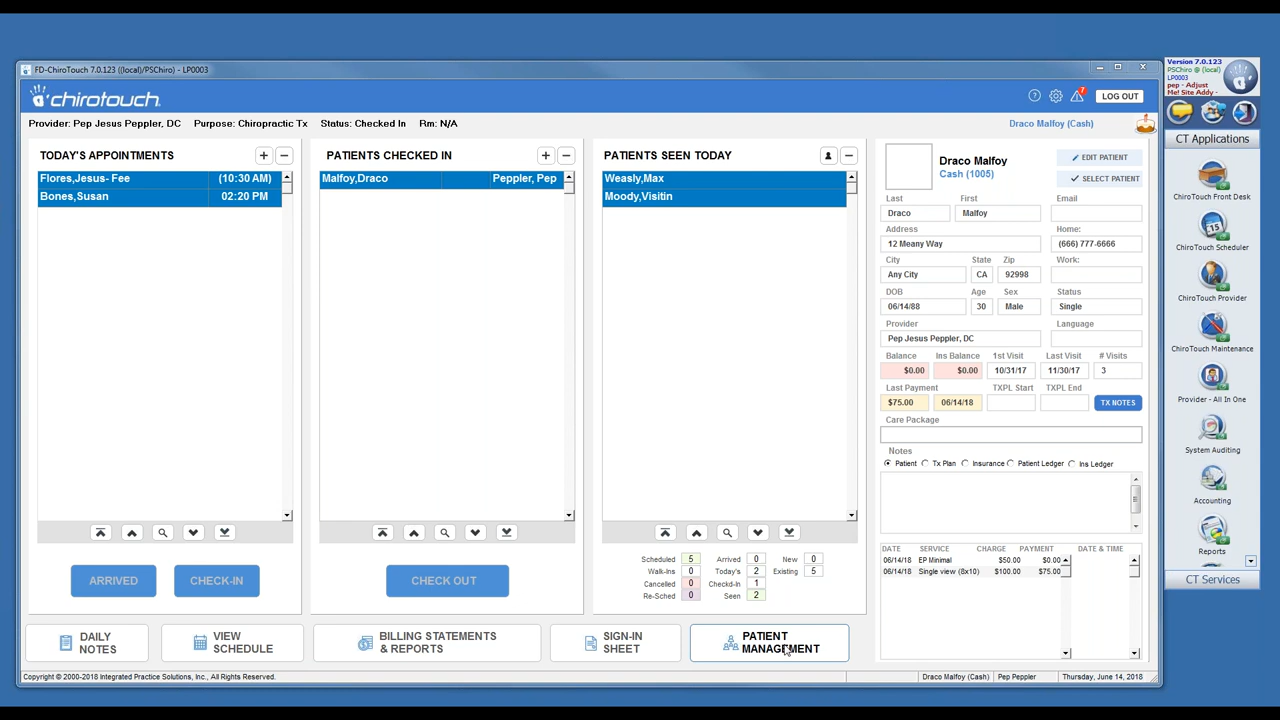 FD-ChiroTouch 7.0.123 ((local)/PSChiro) - LP0003
chirotouch
7
LOG OUT
Provider: Pep Jesus Peppler, DC Purpose: Chiropractic Tx Status: Checked In Rm: N/A
Draco Malfoy (Cash)
TODAY'S APPOINTMENTS
Flores,Jesus- Fee (10:30 AM)
Bones,Susan 02:20 PM
ARRIVED
CHECK-IN
PATIENTS CHECKED IN
Malfoy,Draco Peppler, Pep
CHECK OUT
PATIENTS SEEN TODAY
Weasly,Max
Moody,Visitin
Scheduled 5 Arrived 0 New 0
Walk-Ins 0 Today's 2 Existing 5
Cancelled 0 Checkd-In 1
Re-Sched 0 Seen 2
Draco Malfoy
Cash (1005)
EDIT PATIENT
SELECT PATIENT
Last First Email
Draco Malfoy
Address Home:
12 Meany Way (666) 777-6666
City State Zip Work:
Any City CA 92998
DOB Age Sex Status
06/14/88 30 Male Single
Provider Language
Pep Jesus Peppler, DC
Balance Ins Balance 1st Visit Last Visit # Visits
$0.00 $0.00 10/31/17 11/30/17 3
Last Payment TXPL Start TXPL End
$75.00 06/14/18 TX NOTES
Care Package
Notes
Patient Tx Plan Insurance Patient Ledger Ins Ledger
DATE SERVICE CHARGE PAYMENT DATE & TIME
06/14/18 EP Minimal $50.00 $0.00
06/14/18 Single view (8x10) $100.00 $75.00
DAILY
NOTES
VIEW
SCHEDULE
BILLING STATEMENTS
& REPORTS
SIGN-IN
SHEET
PATIENT
MANAGMENT
Copyright © 2000-2018 Integrated Practice Solutions, Inc., All Rights Reserved.
Draco Malfoy (Cash) Pep Peppler Thursday, June 14, 2018
Version 7.0.123
PSChiro @ (local)
LP0003
pep - Adjust
Me! Site Addy -
CT Applications
ChiroTouch Front Desk
15
ChiroTouch Scheduler
ChiroTouch Provider
ChiroTouch Maintenance
Provider - All In One
System Auditing
Accounting
Reports
CT Services